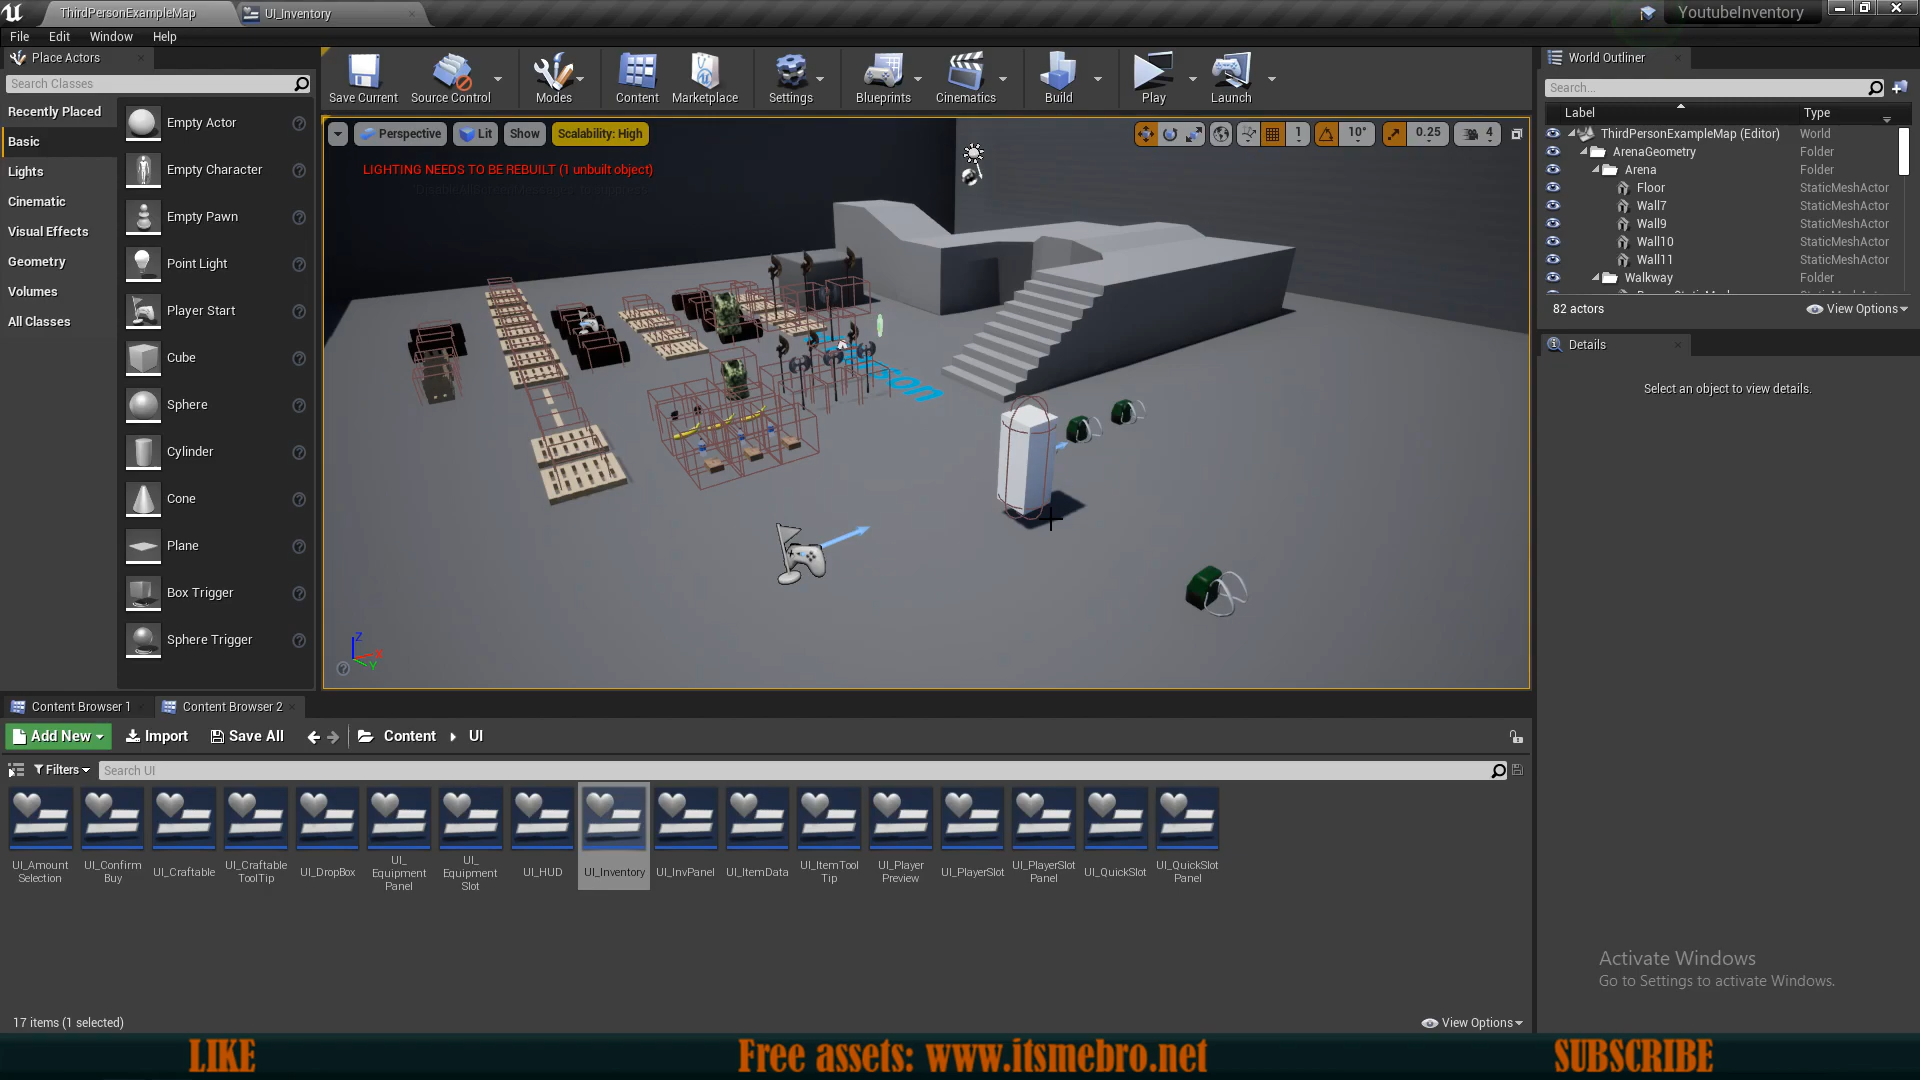 ThirdPersonExampleMap
UI_Inventory
YoutubeInventory
File Edit Window Help
Place Actors
Search Classes
Recently Placed
Basic
Lights
Cinematic
Visual Effects
Geometry
Volumes
All Classes
Empty Actor
Empty Character
Empty Pawn
Point Light
Player Start
Cube
Sphere
Cylinder
Cone
Plane
Box Trigger
Sphere Trigger
Save Current
Source Control
Modes
Content
Marketplace
Settings
Blueprints
Cinematics
Build
Play
Launch
Perspective Lit Show Scalability: High
1 10° 0.25 4
LIGHTING NEEDS TO BE REBUILT (1 unbuilt object)
Z
X
Y
World Outliner
Search...
Label Type
ThirdPersonExampleMap (Editor) World
ArenaGeometry Folder
Arena Folder
Floor StaticMeshActor
Wall7 StaticMeshActor
Wall9 StaticMeshActor
Wall10 StaticMeshActor
Wall11 StaticMeshActor
Walkway Folder
82 actors View Options
Details
Select an object to view details.
Content Browser 1
Content Browser 2
Add New Import Save All Content UI
Filters Search UI
UI_Amount
Selection
UI_Confirm
Buy
UI_Craftable
UI_Craftable
ToolTip
UI_DropBox
UI_
Equipment
Panel
UI_
Equipment
Slot
UI_HUD
UI_Inventory
UI_InvPanel
UI_ItemData
UI_ItemTool
Tip
UI_Player
Preview
UI_PlayerSlot
UI_PlayerSlot
Panel
UI_QuickSlot
UI_QuickSlot
Panel
Activate Windows
Go to Settings to activate Windows.
17 items (1 selected)
View Options
LIKE
Free assets: www.itsmebro.net
SUBSCRIBE